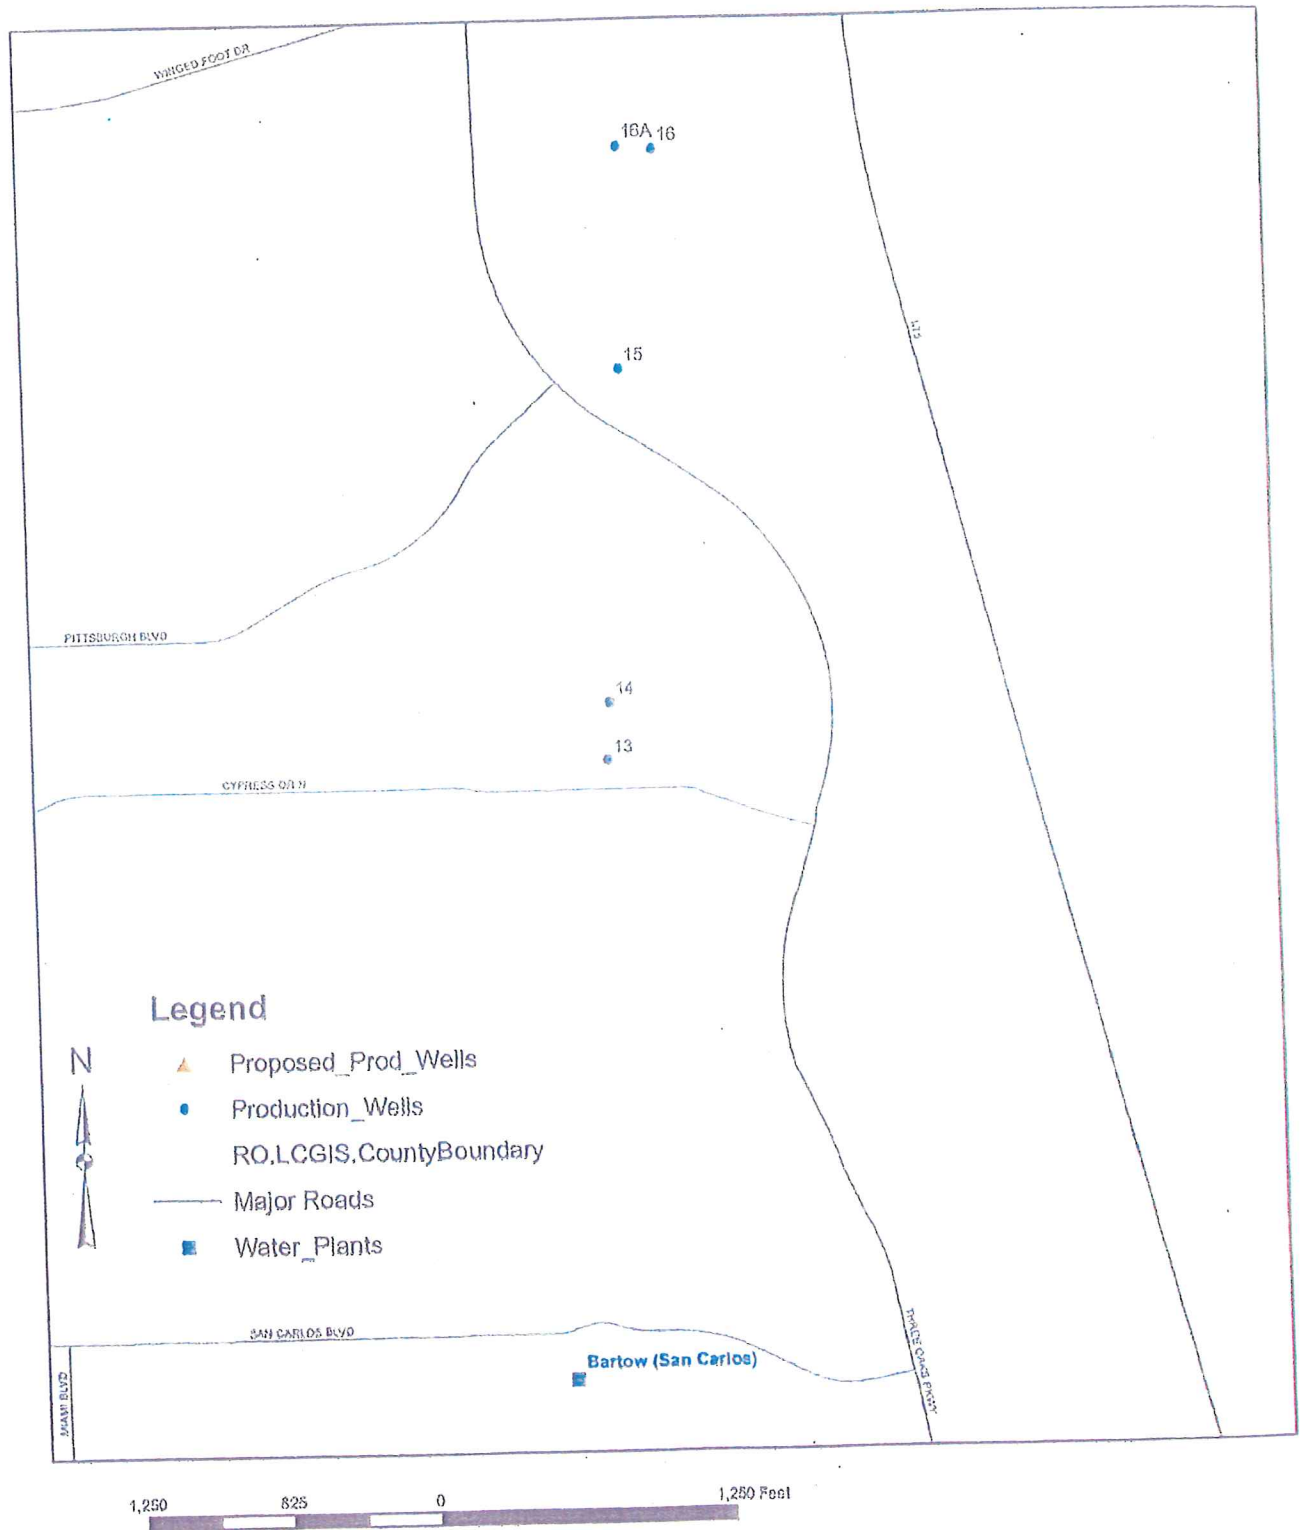 WINGED FOOT DR
16A 16
I-75
15
PITTSBURGH BLVD
14
13
CYPRESS DR N
Legend
N
Proposed_Prod_Wells
Production_Wells
RO.LCGIS.CountyBoundary
Major Roads
Water_Plants
SAN CARLOS BLVD
Bartow (San Carlos)
THREE OAKS PKWY
MIAMI BLVD
1,250 625 0 1,250 Feet